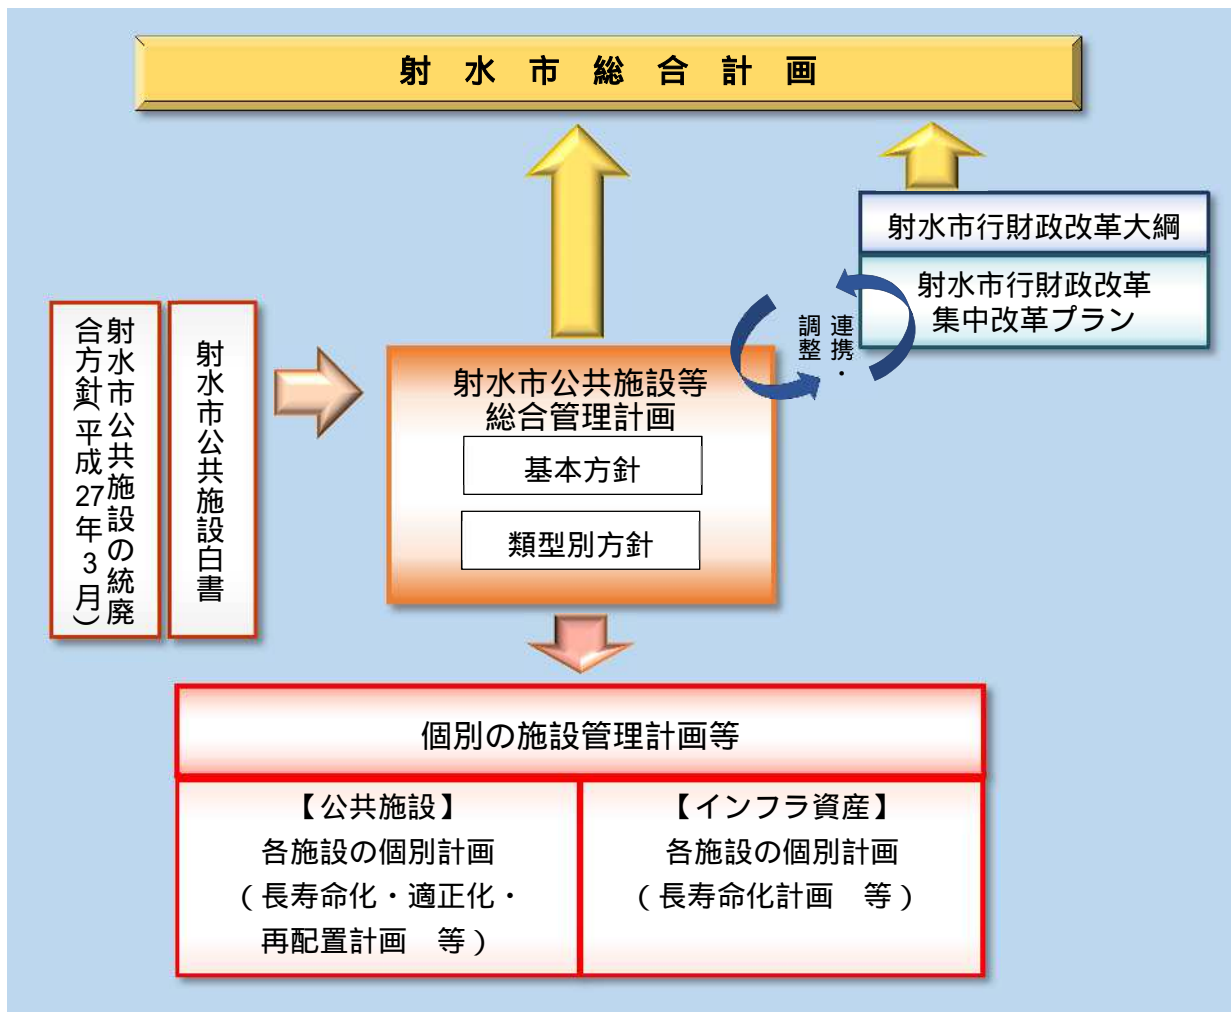 射水市総合計画
射水市行財政改革大綱
射水市行財政改革
集中改革プラン
連携・
調整
射水市公共施設の統廃
合方針(平成27年3月)
射水市公共施設白書
射水市公共施設等
総合管理計画
基本方針
類型別方針
個別の施設管理計画等
【公共施設】
各施設の個別計画
（長寿命化・適正化・
再配置計画　等）
【インフラ資産】
各施設の個別計画
（長寿命化計画　等）